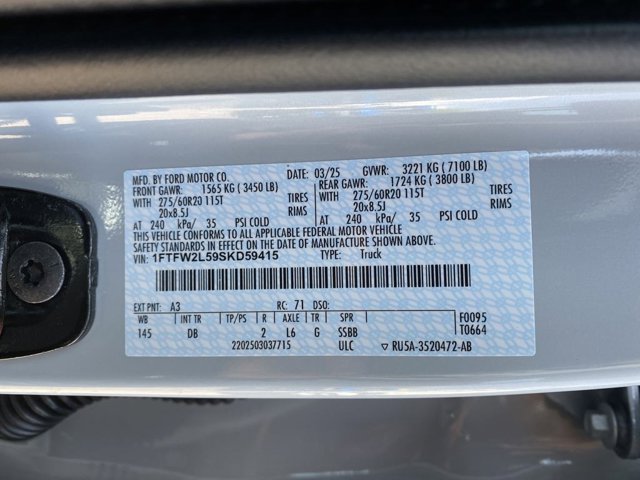 MFD. BY FORD MOTOR CO. DATE: 03/25 GVWR: 3221 KG ( 7100 LB)
FRONT GAWR: 1565 KG ( 3450 LB) REAR GAWR: 1724 KG ( 3800 LB)
WITH 275/60R20 115T TIRES WITH 275/60R20 115T TIRES
20x8.5J RIMS 20x8.5J RIMS
AT 240 kPa/ 35 PSI COLD AT 240 kPa/ 35 PSI COLD
THIS VEHICLE CONFORMS TO ALL APPLICABLE FEDERAL MOTOR VEHICLE
SAFETY STANDARDS IN EFFECT ON THE DATE OF MANUFACTURE SHOWN ABOVE.
VIN: 1FTFW2L59SKD59415 TYPE: Truck
EXT PNT: A3 RC: 71 DSO: F0095
WB INT TR TP/PS R AXLE TR SPR T0664
145 DB 2 L6 G SSBB
2202503037715 ULC ▽ RU5A-3520472-AB